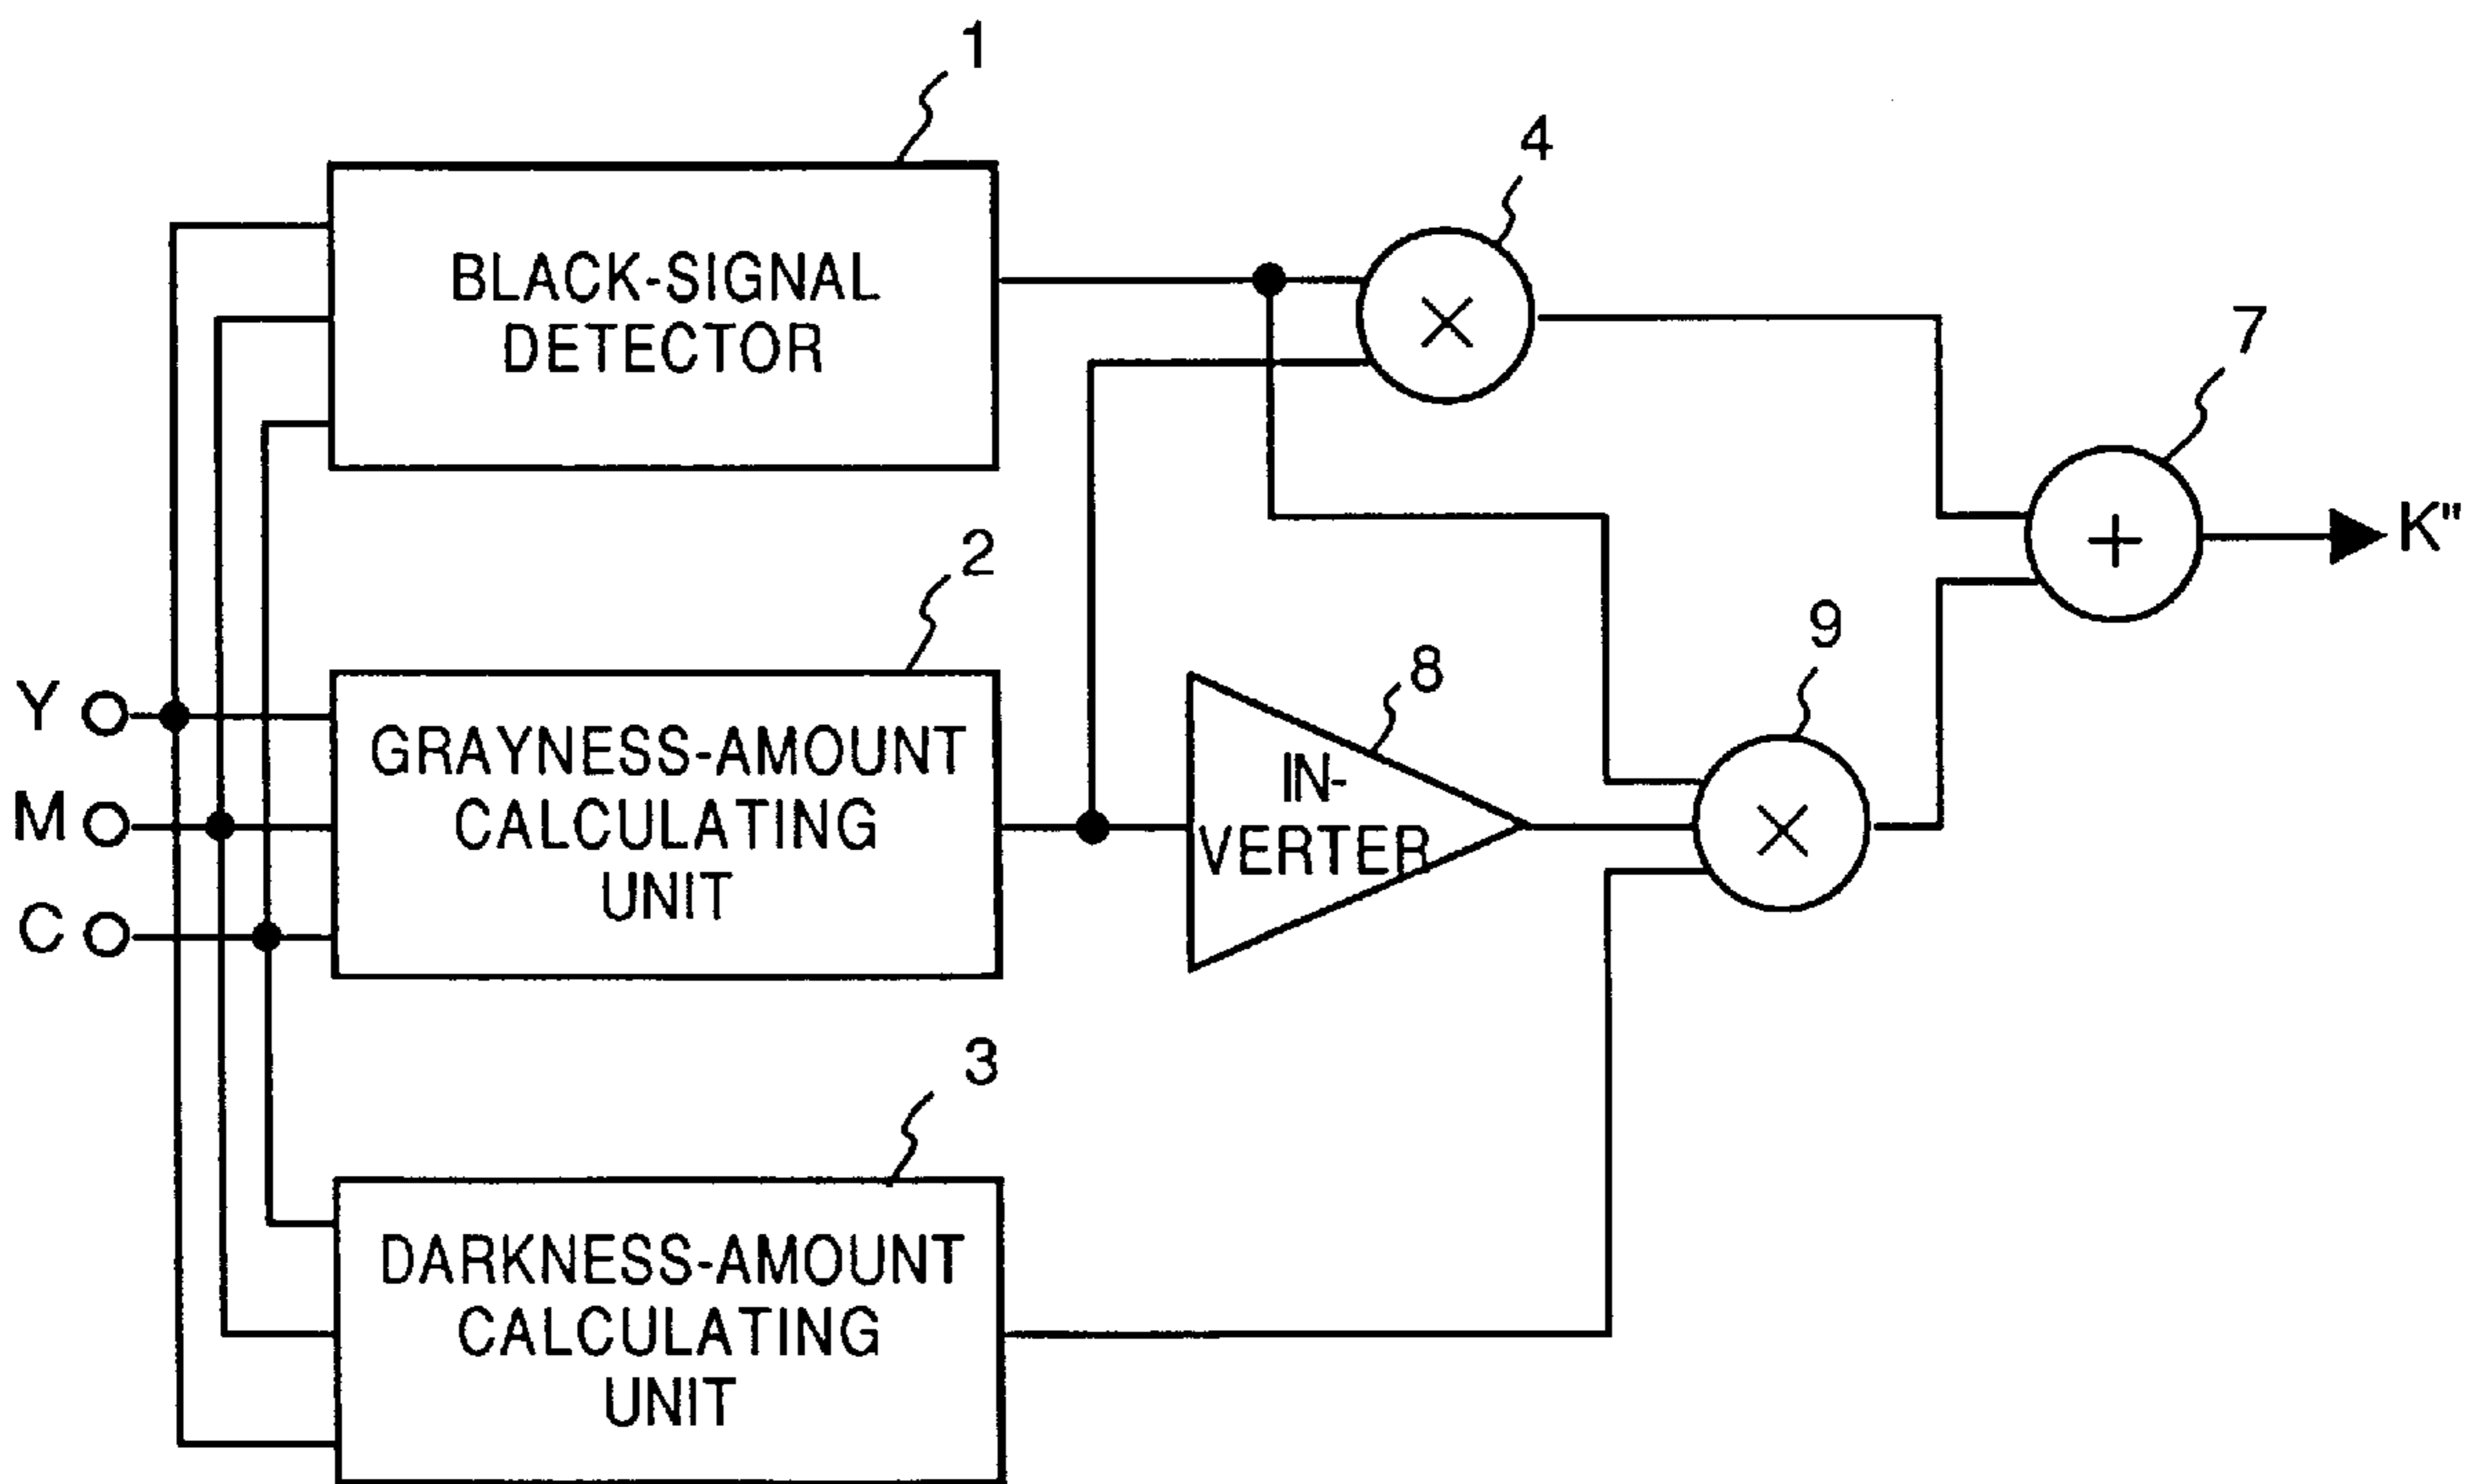 1
BLACK-SIGNAL
DETECTOR
4
×
7
+
K"
2
Y
M
C
GRAYNESS-AMOUNT
CALCULATING
UNIT
8
IN-
VERTER
9
×
3
DARKNESS-AMOUNT
CALCULATING
UNIT